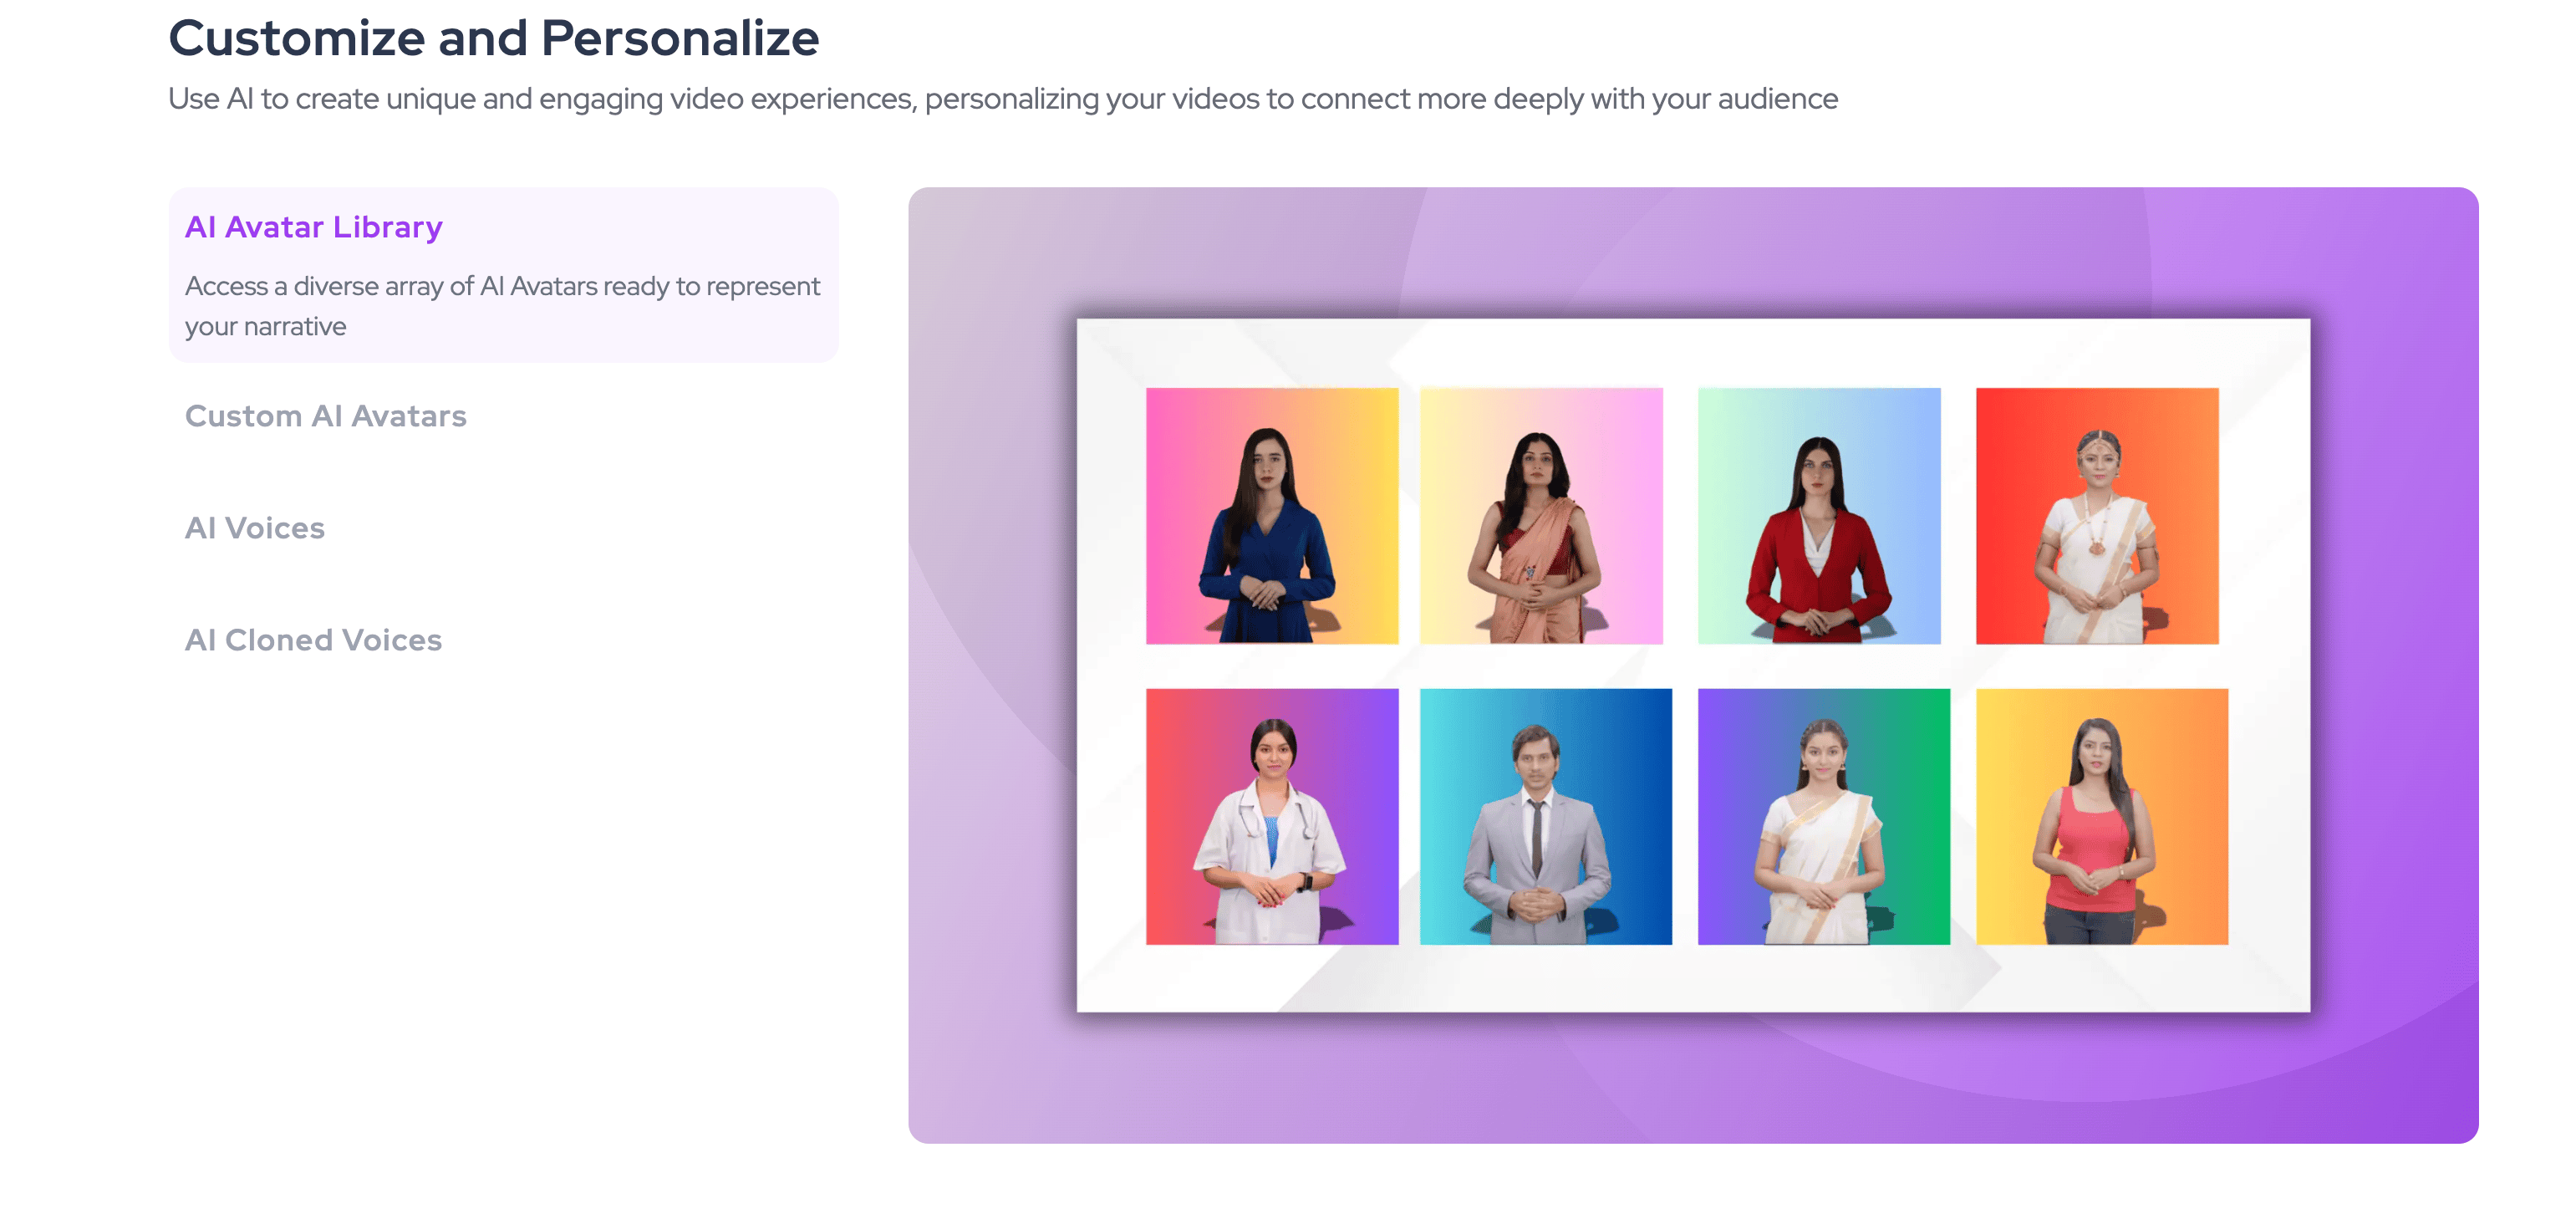 Customize and Personalize
Use AI to create unique and engaging video experiences, personalizing your videos to connect more deeply with your audience
AI Avatar Library
Access a diverse array of AI Avatars ready to represent
your narrative
Custom AI Avatars
AI Voices
AI Cloned Voices